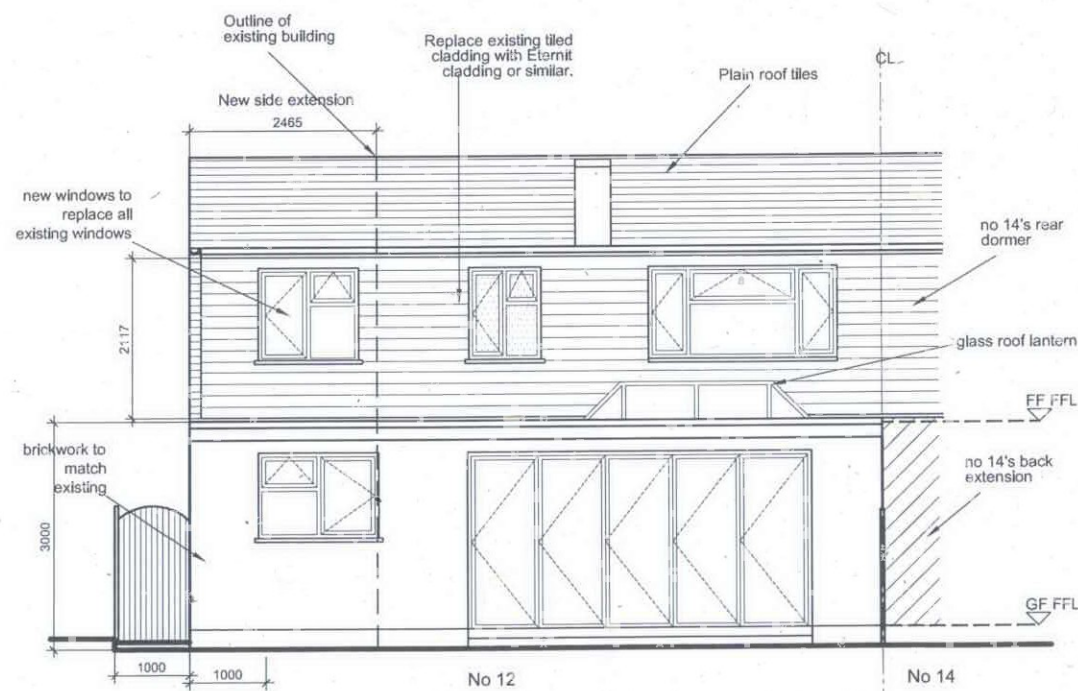 Outline of
existing building
Replace existing tiled
cladding with Eternit
cladding or similar.
CL
Plain roof tiles
New side extension
2465
new windows to
replace all
existing windows
no 14's rear
dormer
2117
glass roof lantern
FF FFL
brickwork to
match
existing
no 14's back
extension
3000
GF FFL
1000
1000
No 12
No 14